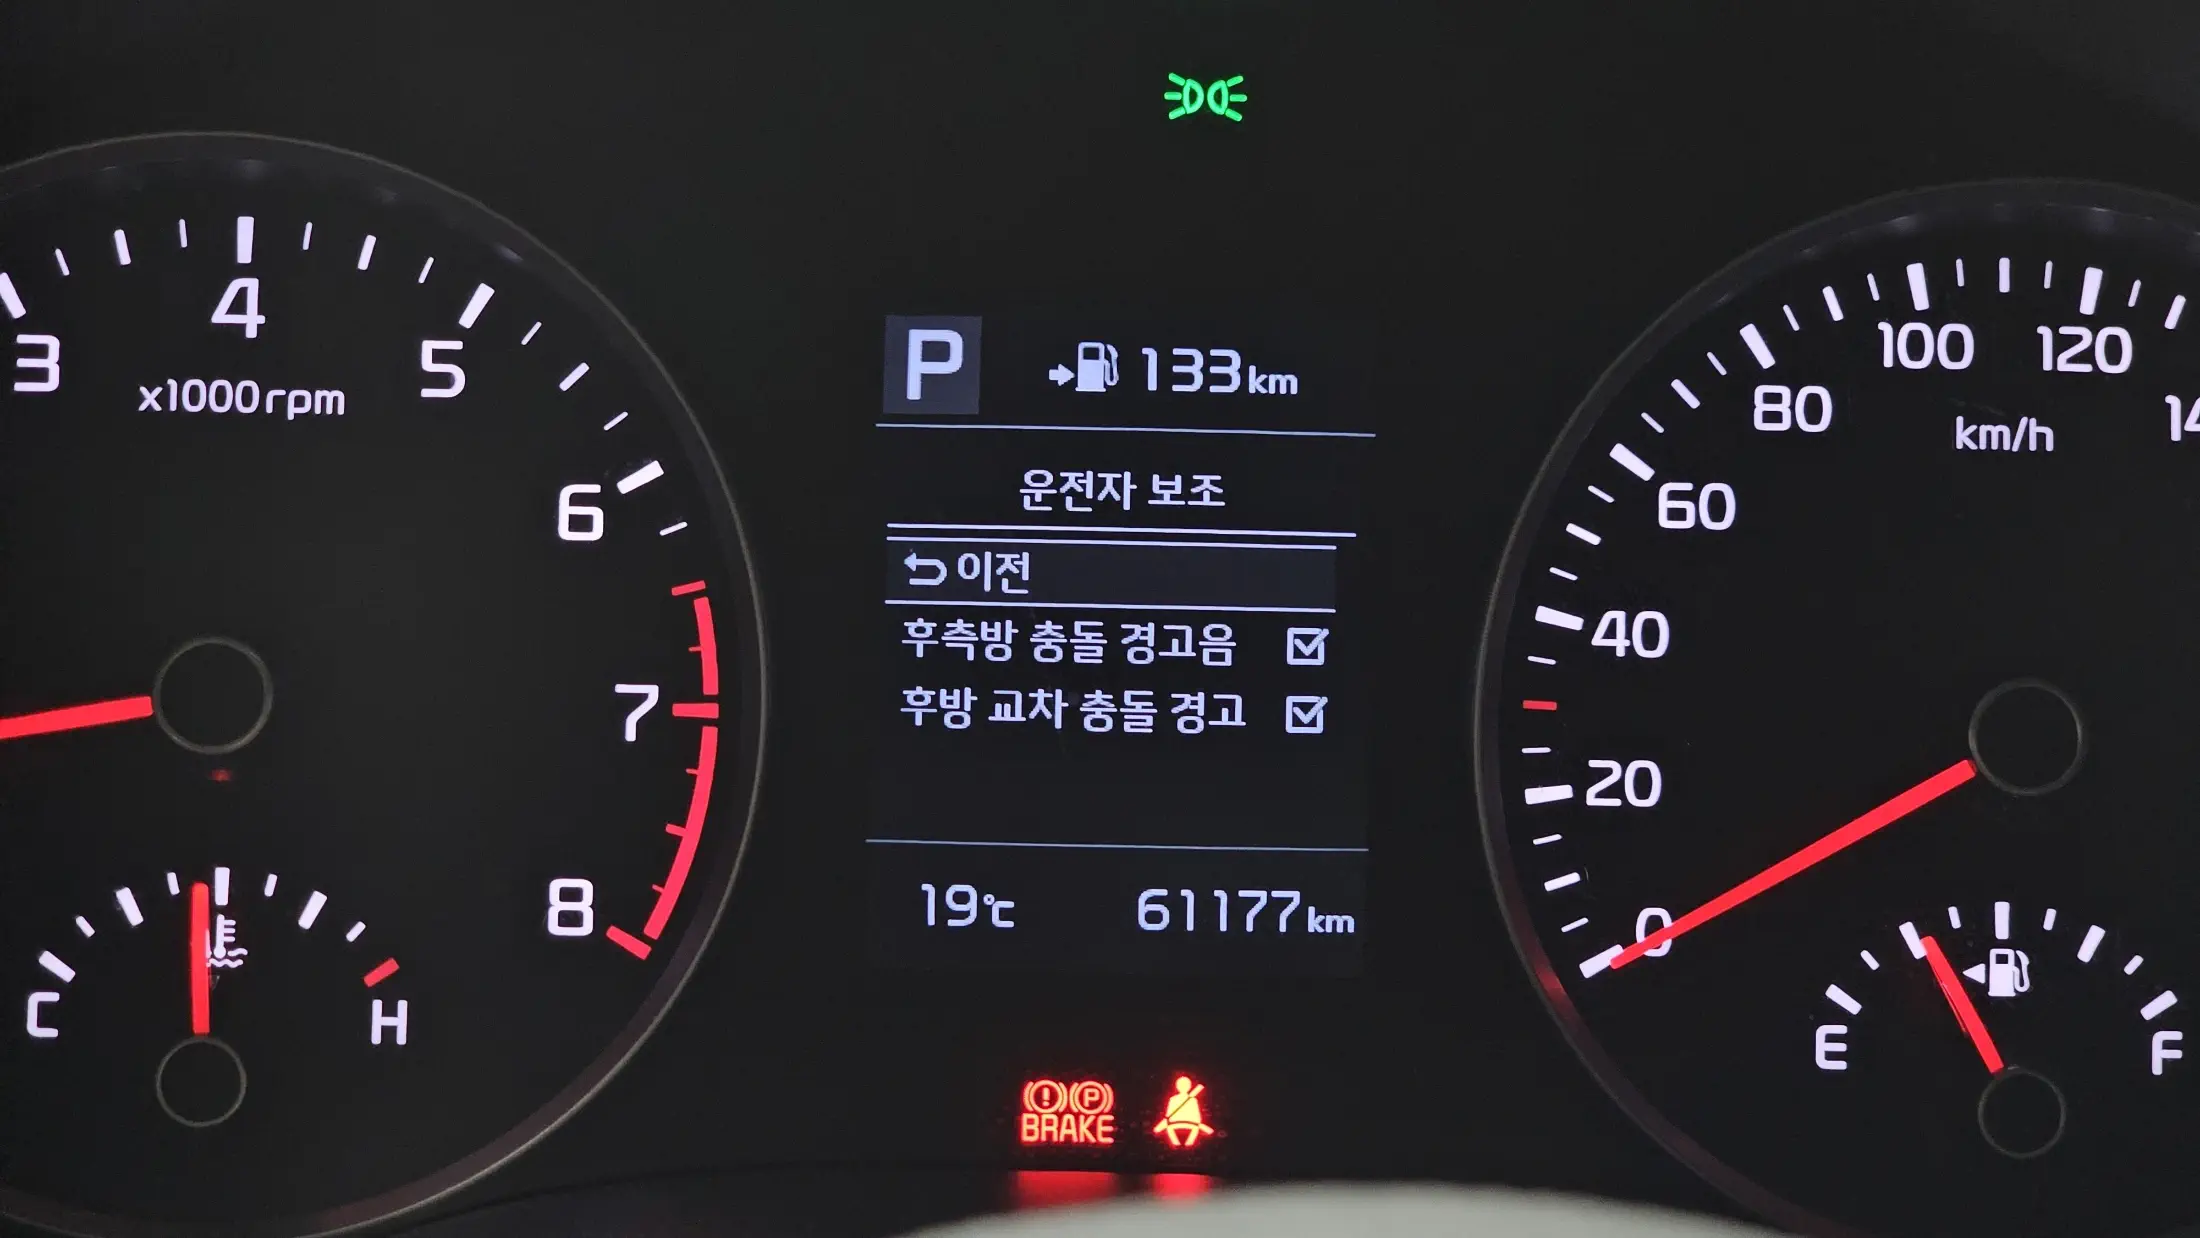 3
4
5
6
7
8
x1000rpm
C
H
P
133km
운전자 보조
이전
후측방 충돌 경고음
후방 교차 충돌 경고
19℃
61177km
BRAKE
P
0
20
40
60
80
100
120
14
km/h
E
F